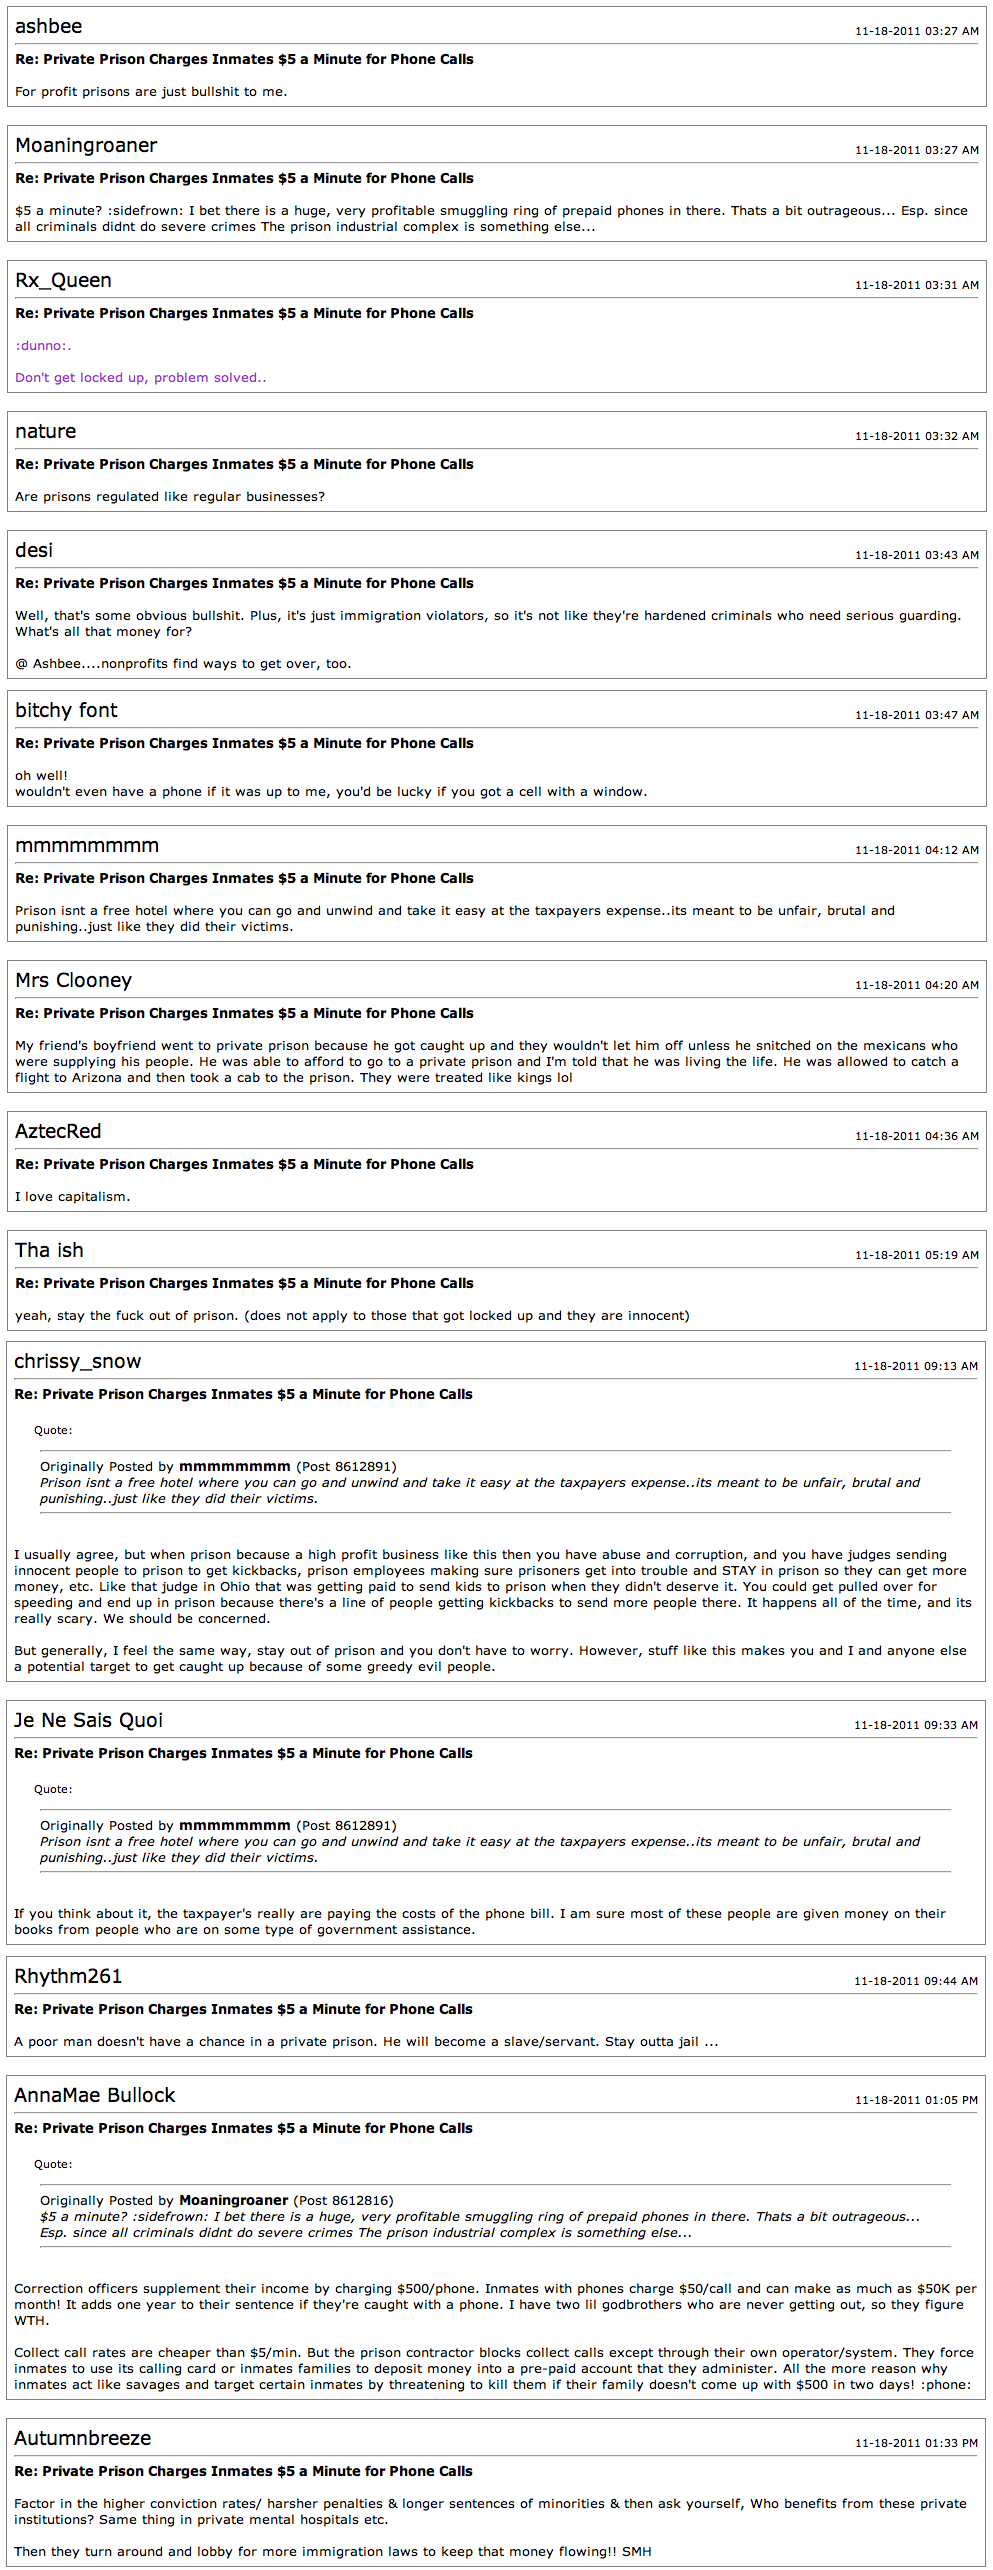 ashbee
11-18-2011 03:27 AM
Re: Private Prison Charges Inmates $5 a Minute for Phone Calls
For profit prisons are just bullshit to me.
Moaningroaner
11-18-2011 03:27 AM
Re: Private Prison Charges Inmates $5 a Minute for Phone Calls
$5 a minute? :sidefrown: I bet there is a huge, very profitable smuggling ring of prepaid phones in there. Thats a bit outrageous... Esp. since
all criminals didnt do severe crimes The prison industrial complex is something else...
Rx_Queen
11-18-2011 03:31 AM
Re: Private Prison Charges Inmates $5 a Minute for Phone Calls
:dunno:.
Don't get locked up, problem solved..
nature
11-18-2011 03:32 AM
Re: Private Prison Charges Inmates $5 a Minute for Phone Calls
Are prisons regulated like regular businesses?
desi
11-18-2011 03:43 AM
Re: Private Prison Charges Inmates $5 a Minute for Phone Calls
Well, that's some obvious bullshit. Plus, it's just immigration violators, so it's not like they're hardened criminals who need serious guarding.
What's all that money for?
@ Ashbee....nonprofits find ways to get over, too.
bitchy font
11-18-2011 03:47 AM
Re: Private Prison Charges Inmates $5 a Minute for Phone Calls
oh well!
wouldn't even have a phone if it was up to me, you'd be lucky if you got a cell with a window.
mmmmmmmm
11-18-2011 04:12 AM
Re: Private Prison Charges Inmates $5 a Minute for Phone Calls
Prison isnt a free hotel where you can go and unwind and take it easy at the taxpayers expense..its meant to be unfair, brutal and
punishing..just like they did their victims.
Mrs Clooney
11-18-2011 04:20 AM
Re: Private Prison Charges Inmates $5 a Minute for Phone Calls
My friend's boyfriend went to private prison because he got caught up and they wouldn't let him off unless he snitched on the mexicans who
were supplying his people. He was able to afford to go to a private prison and I'm told that he was living the life. He was allowed to catch a
flight to Arizona and then took a cab to the prison. They were treated like kings lol
AztecRed
11-18-2011 04:36 AM
Re: Private Prison Charges Inmates $5 a Minute for Phone Calls
I love capitalism.
Tha ish
11-18-2011 05:19 AM
Re: Private Prison Charges Inmates $5 a Minute for Phone Calls
yeah, stay the fuck out of prison. (does not apply to those that got locked up and they are innocent)
chrissy_snow
11-18-2011 09:13 AM
Re: Private Prison Charges Inmates $5 a Minute for Phone Calls
Quote:
Originally Posted by mmmmmmmm (Post 8612891)
Prison isnt a free hotel where you can go and unwind and take it easy at the taxpayers expense..its meant to be unfair, brutal and
punishing..just like they did their victims.
I usually agree, but when prison because a high profit business like this then you have abuse and corruption, and you have judges sending
innocent people to prison to get kickbacks, prison employees making sure prisoners get into trouble and STAY in prison so they can get more
money, etc. Like that judge in Ohio that was getting paid to send kids to prison when they didn't deserve it. You could get pulled over for
speeding and end up in prison because there's a line of people getting kickbacks to send more people there. It happens all of the time, and its
really scary. We should be concerned.
But generally, I feel the same way, stay out of prison and you don't have to worry. However, stuff like this makes you and I and anyone else
a potential target to get caught up because of some greedy evil people.
Je Ne Sais Quoi
11-18-2011 09:33 AM
Re: Private Prison Charges Inmates $5 a Minute for Phone Calls
Quote:
Originally Posted by mmmmmmmm (Post 8612891)
Prison isnt a free hotel where you can go and unwind and take it easy at the taxpayers expense..its meant to be unfair, brutal and
punishing..just like they did their victims.
If you think about it, the taxpayer's really are paying the costs of the phone bill. I am sure most of these people are given money on their
books from people who are on some type of government assistance.
Rhythm261
11-18-2011 09:44 AM
Re: Private Prison Charges Inmates $5 a Minute for Phone Calls
A poor man doesn't have a chance in a private prison. He will become a slave/servant. Stay outta jail ...
AnnaMae Bullock
11-18-2011 01:05 PM
Re: Private Prison Charges Inmates $5 a Minute for Phone Calls
Quote:
Originally Posted by Moaningroaner (Post 8612816)
$5 a minute? :sidefrown: I bet there is a huge, very profitable smuggling ring of prepaid phones in there. Thats a bit outrageous...
Esp. since all criminals didnt do severe crimes The prison industrial complex is something else...
Correction officers supplement their income by charging $500/phone. Inmates with phones charge $50/call and can make as much as $50K per
month! It adds one year to their sentence if they're caught with a phone. I have two lil godbrothers who are never getting out, so they figure
WTH.
Collect call rates are cheaper than $5/min. But the prison contractor blocks collect calls except through their own operator/system. They force
inmates to use its calling card or inmates families to deposit money into a pre-paid account that they administer. All the more reason why
inmates act like savages and target certain inmates by threatening to kill them if their family doesn't come up with $500 in two days! :phone:
Autumnbreeze
11-18-2011 01:33 PM
Re: Private Prison Charges Inmates $5 a Minute for Phone Calls
Factor in the higher conviction rates/ harsher penalties & longer sentences of minorities & then ask yourself, Who benefits from these private
institutions? Same thing in private mental hospitals etc.
Then they turn around and lobby for more immigration laws to keep that money flowing!! SMH